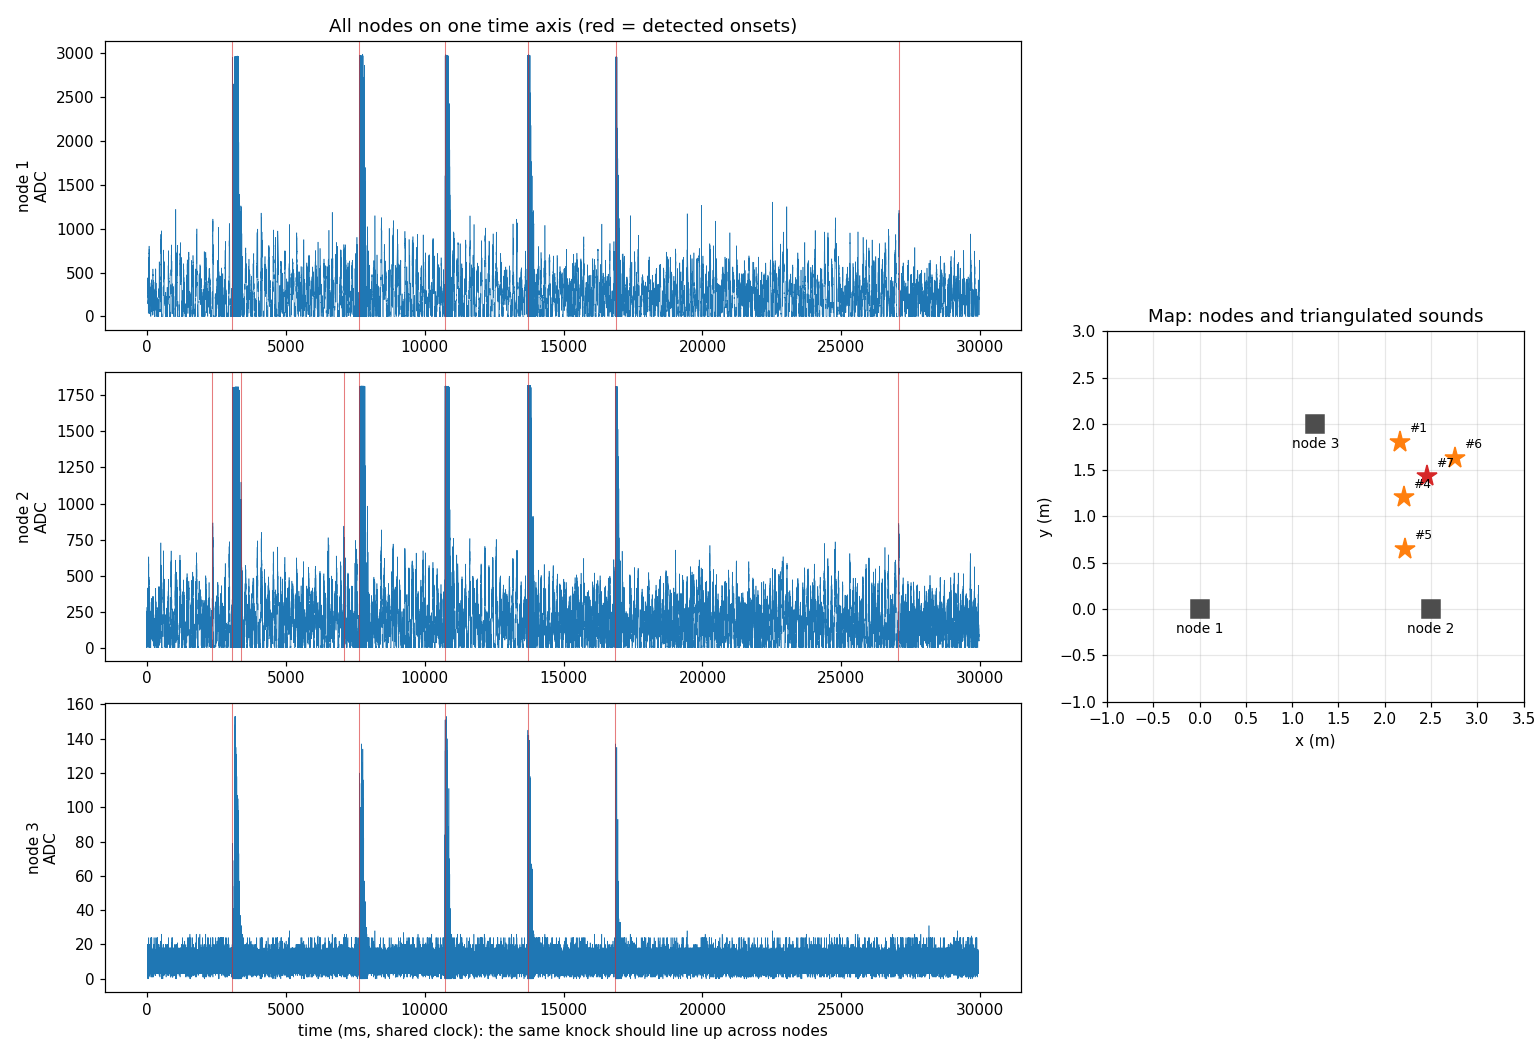 All nodes on one time axis (red = detected onsets)
node 1
ADC
3000
2500
2000
1500
1000
500
0
0 5000 10000 15000 20000 25000 30000
node 2
ADC
1750
1500
1250
1000
750
500
250
0
0 5000 10000 15000 20000 25000 30000
node 3
ADC
160
140
120
100
80
60
40
20
0
0 5000 10000 15000 20000 25000 30000
time (ms, shared clock): the same knock should line up across nodes
Map: nodes and triangulated sounds
y (m)
3.0
2.5
2.0
1.5
1.0
0.5
0.0
−0.5
−1.0
#1
node 3
#6
#7
#4
#5
node 1
node 2
−1.0 −0.5 0.0 0.5 1.0 1.5 2.0 2.5 3.0 3.5
x (m)